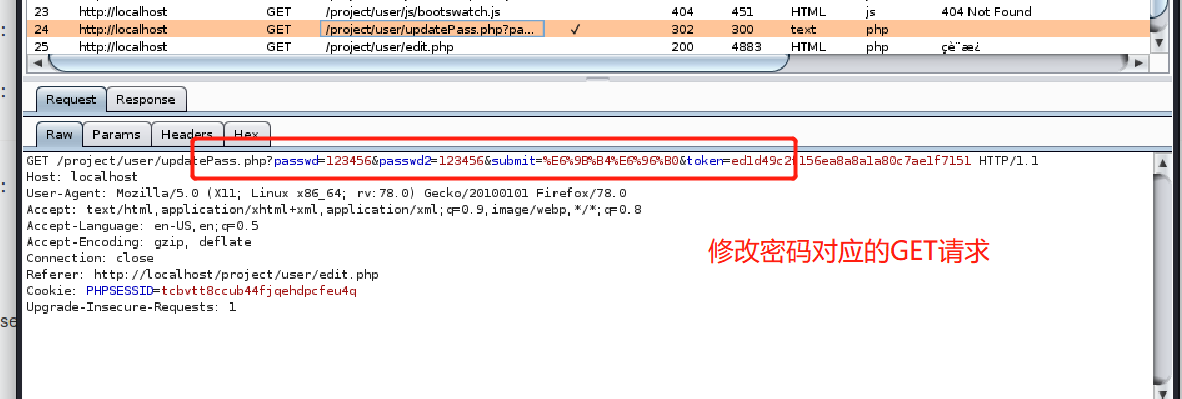 23 http://localhost GET /project/user/js/bootswatch.js 404 451 HTML js 404 Not Found
24 http://localhost GET /project/user/updatePass.php?pa... ✓ 302 300 text php
25 http://localhost GET /project/user/edit.php 200 4883 HTML php
Request Response
Raw Params Headers Hex
GET /project/user/updatePass.php?passwd=123456&passwd2=123456&submit=%E6%9B%B4%E6%96%B0&token=ed1d49c29156ea8a8a1a80c7ae1f7151 HTTP/1.1
Host: localhost
User-Agent: Mozilla/5.0 (X11; Linux x86_64; rv:78.0) Gecko/20100101 Firefox/78.0
Accept: text/html,application/xhtml+xml,application/xml;q=0.9,image/webp,*/*;q=0.8
Accept-Language: en-US,en;q=0.5
Accept-Encoding: gzip, deflate
Connection: close
Referer: http://localhost/project/user/edit.php
Cookie: PHPSESSID=tcbvtt8ccub44fjqehdpcfeu4q
Upgrade-Insecure-Requests: 1
修改密码对应的GET请求